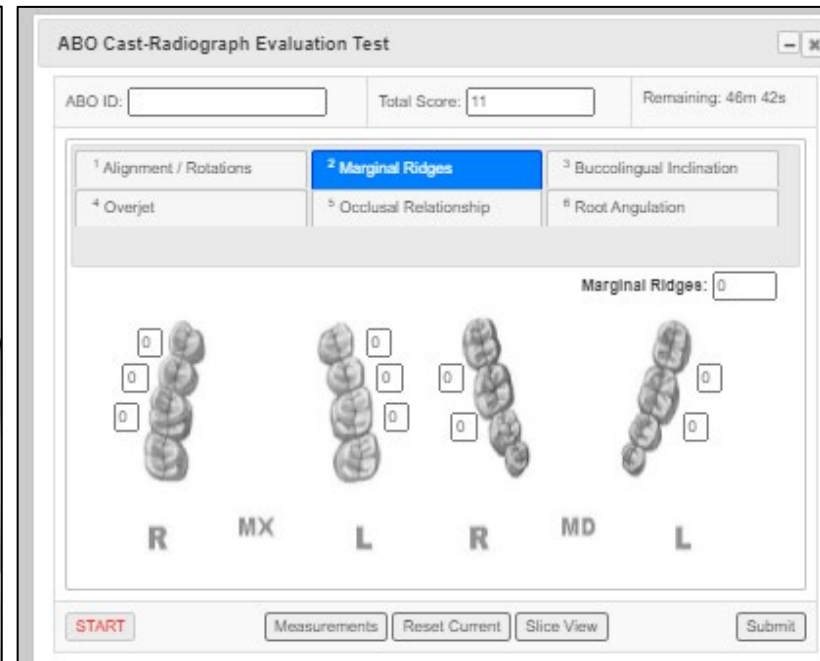 ABO Cast-Radiograph Evaluation Test
ABO ID: Total Score: 11 Remaining: 46m 42s
1 Alignment / Rotations 2 Marginal Ridges 3 Buccolingual Inclination
4 Overjet 5 Occlusal Relationship 6 Root Angulation
Marginal Ridges: 0
0 0
0 0 0 0
0 0 0 0
R MX L R MD L
START Measurements Reset Current Slice View Submit